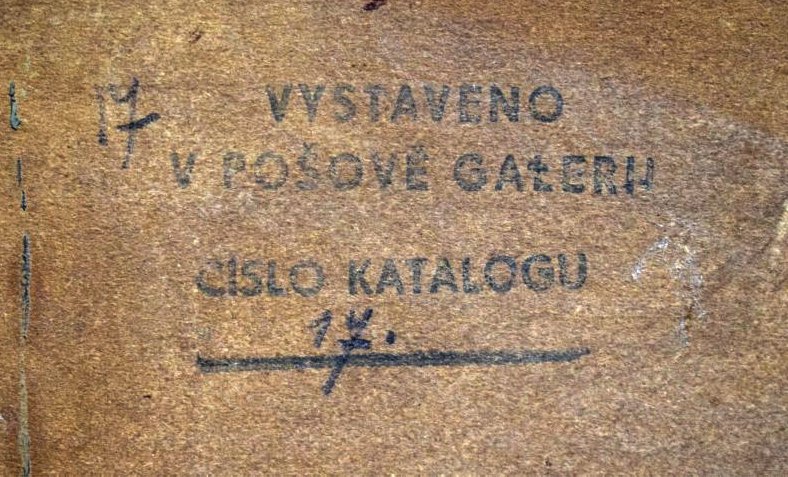 17
VYSTAVENO
V POŠOVĚ GALERII
ČÍSLO KATALOGU
17.